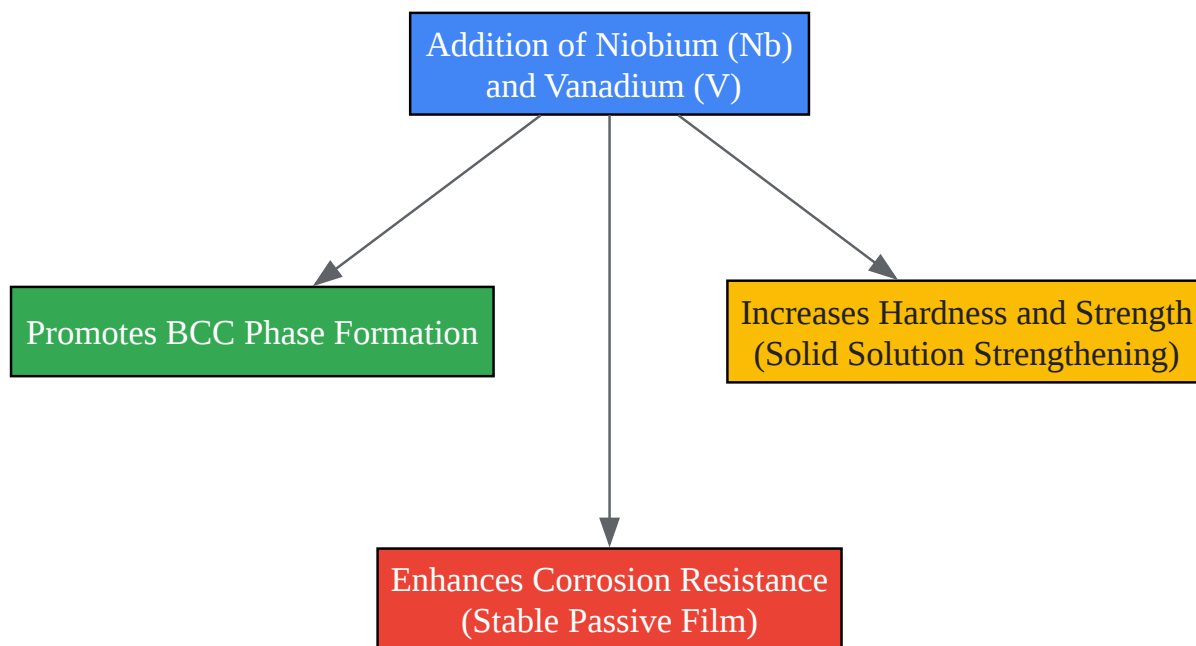 Addition of Niobium (Nb)
and Vanadium (V)
Promotes BCC Phase Formation
Increases Hardness and Strength
(Solid Solution Strengthening)
Enhances Corrosion Resistance
(Stable Passive Film)